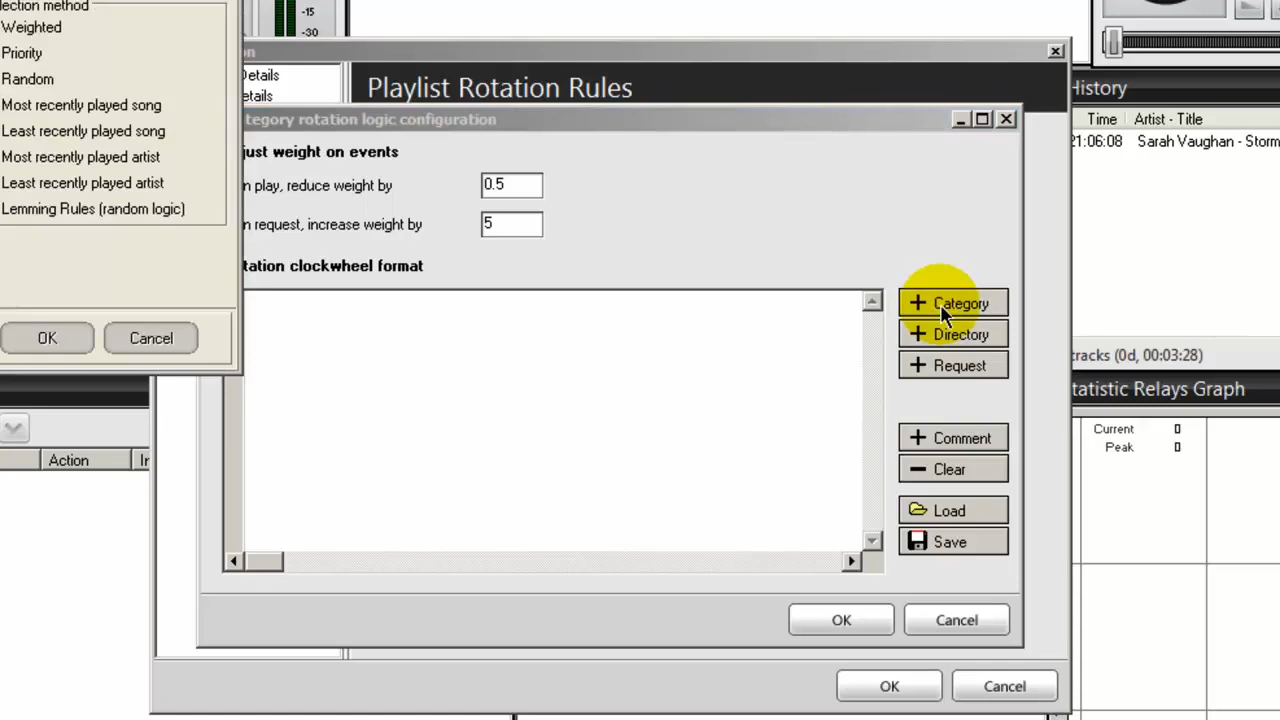 lection method
Weighted
Priority
Random
Most recently played song
Least recently played song
Most recently played artist
Least recently played artist
Lemming Rules (random logic)
OK
Cancel
-15
-30
on
Details
etails
Playlist Rotation Rules
tegory rotation logic configuration
just weight on events
n play, reduce weight by
0.5
n request, increase weight by
5
tation clockwheel format
Category
Directory
Request
Comment
Clear
Load
Save
OK
Cancel
OK
Cancel
History
Time
Artist - Title
21:06:08
Sarah Vaughan - Storm
tracks (0d, 00:03:28)
tatistic Relays Graph
Current 0
Peak 0
Action
In